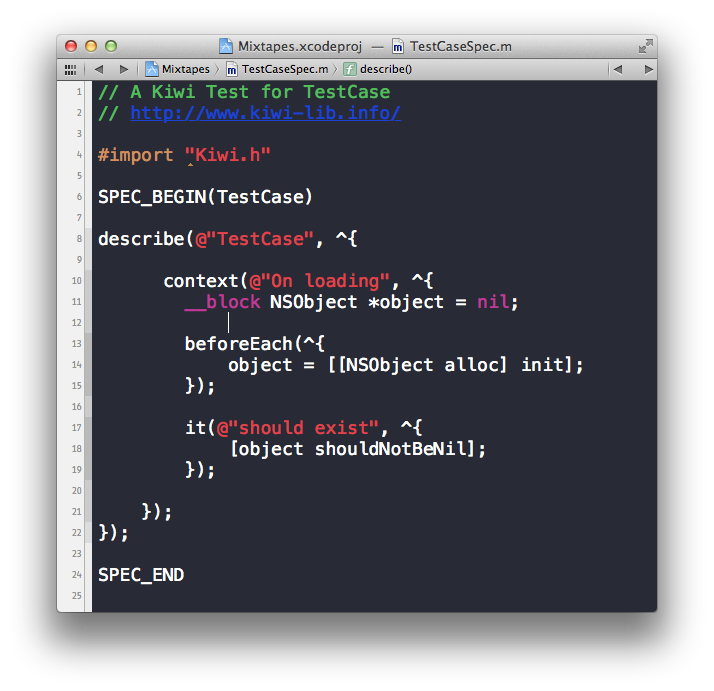 Mixtapes.xcodeproj — TestCaseSpec.m
Mixtapes 〉 TestCaseSpec.m 〉 describe()
1 // A Kiwi Test for TestCase
2 // http://www.kiwi-lib.info/
3
4 #import "Kiwi.h"
5
6 SPEC_BEGIN(TestCase)
7
8 describe(@"TestCase", ^{
9
10 context(@"On loading", ^{
11 __block NSObject *object = nil;
12
13 beforeEach(^{
14 object = [[NSObject alloc] init];
15 });
16
17 it(@"should exist", ^{
18 [object shouldNotBeNil];
19 });
20
21 });
22 });
23
24 SPEC_END
25